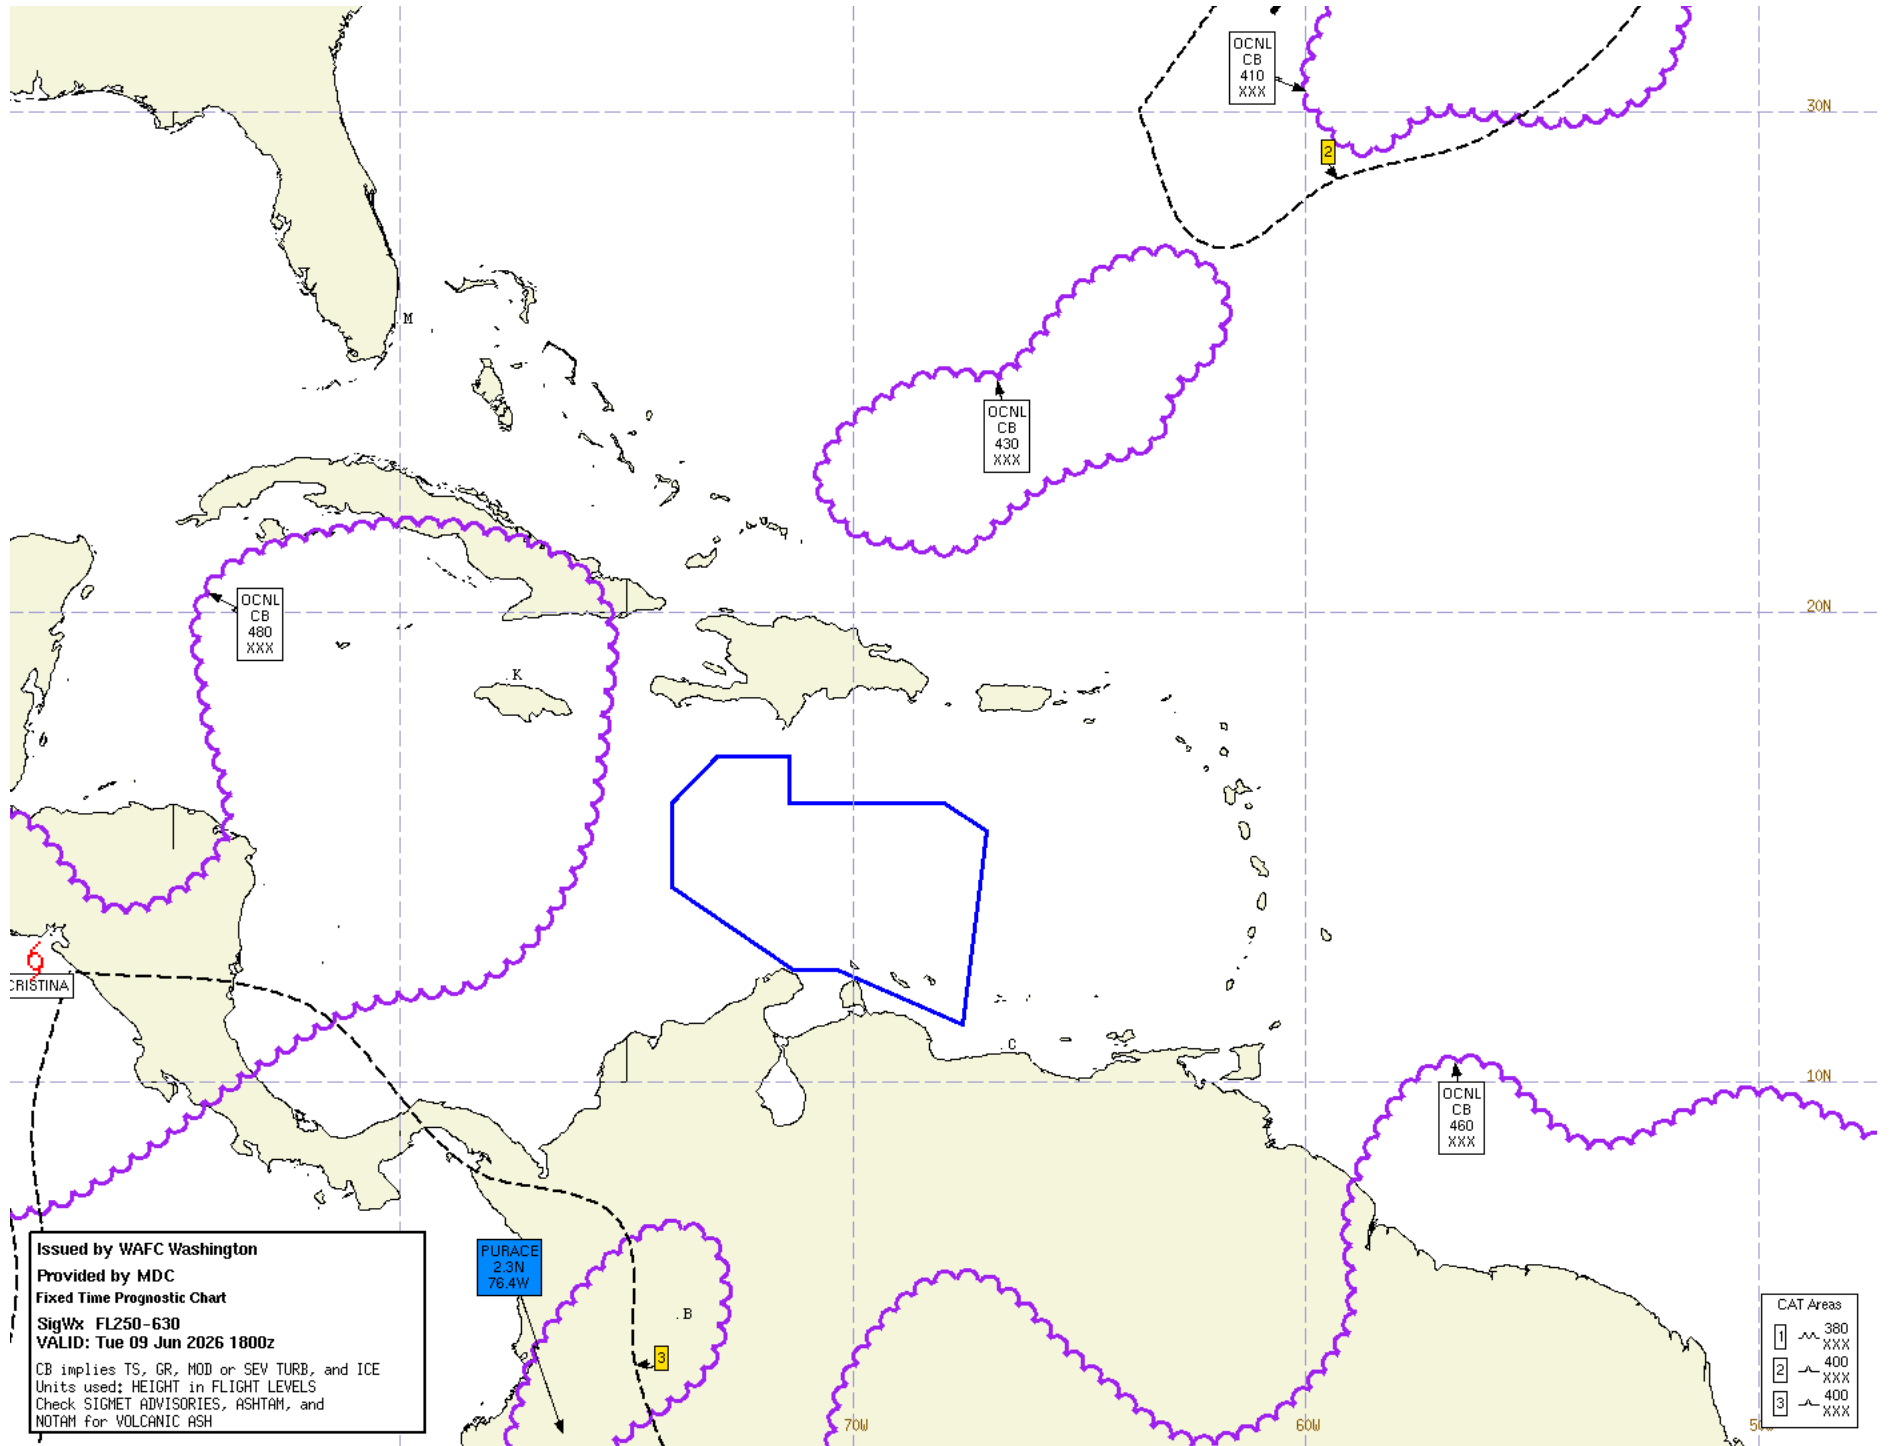 OCNL
CB
410
XXX
30N
2
M
OCNL
CB
430
XXX
OCNL
CB
480
XXX
20N
K
CRISTINA
C
10N
OCNL
CB
460
XXX
PURACE
2.3N
76.4W
B
3
70W
60W
Issued by WAFC Washington
Provided by MDC
Fixed Time Prognostic Chart
SigWx FL250-630
VALID: Tue 09 Jun 2026 1800z
CB implies TS, GR, MOD or SEV TURB, and ICE
Units used: HEIGHT in FLIGHT LEVELS
Check SIGMET ADVISORIES, ASHTAM, and
NOTAM for VOLCANIC ASH
CAT Areas
1 380
XXX
2 400
XXX
3 400
XXX